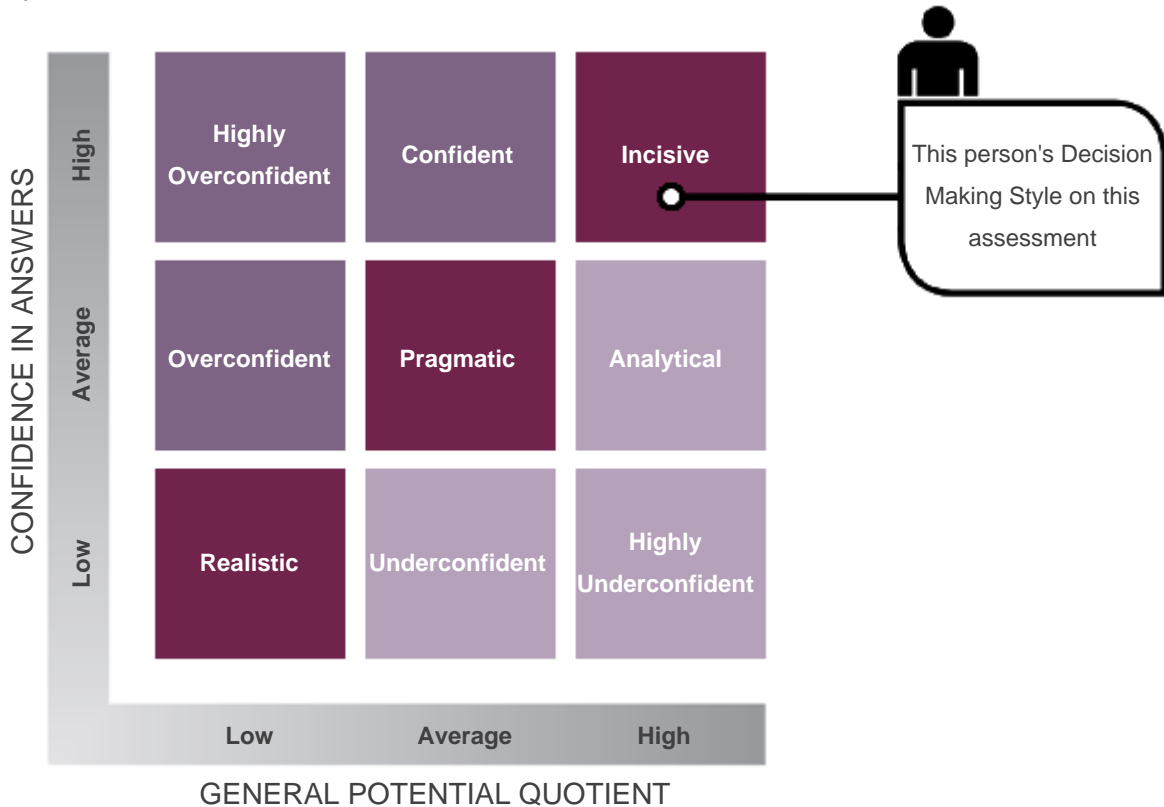 CONFIDENCE IN ANSWERS
High
Average
Low
Highly
Overconfident
Confident
Incisive
Overconfident
Pragmatic
Analytical
Realistic
Underconfident
Highly
Underconfident
Low
Average
High
GENERAL POTENTIAL QUOTIENT
This person's Decision
Making Style on this
assessment